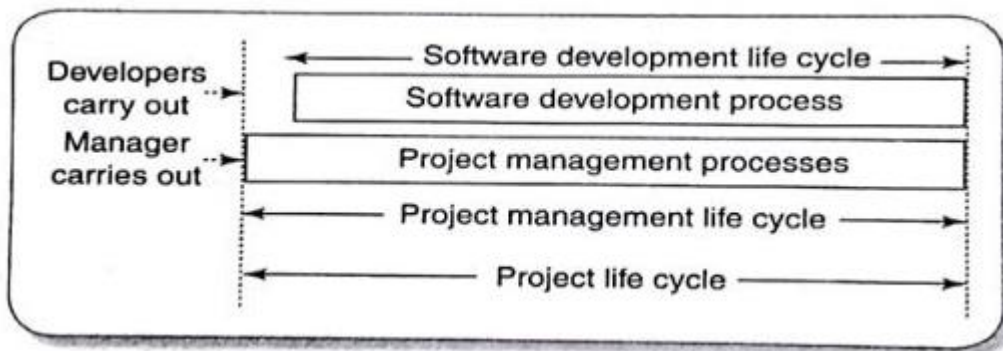 Software development life cycle
Developers
carry out
Software development process
Manager
carries out
Project management processes
Project management life cycle
Project life cycle